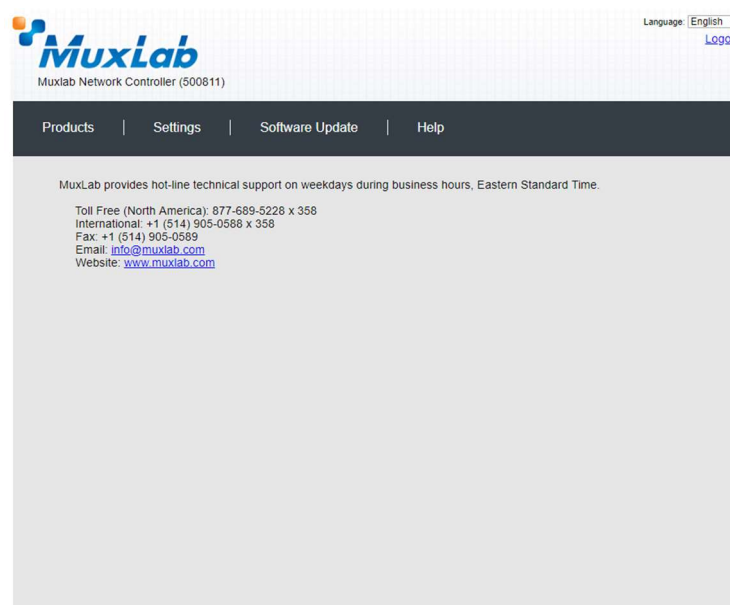 Language: English
MuxLab
Muxlab Network Controller (500811)
Products | Settings | Software Update | Help
MuxLab provides hot-line technical support on weekdays during business hours, Eastern Standard Time.
Toll Free (North America): 877-689-5228 x 358
International: +1 (514) 905-0588 x 358
Fax: +1 (514) 905-0589
Email: info@muxlab.com
Website: www.muxlab.com